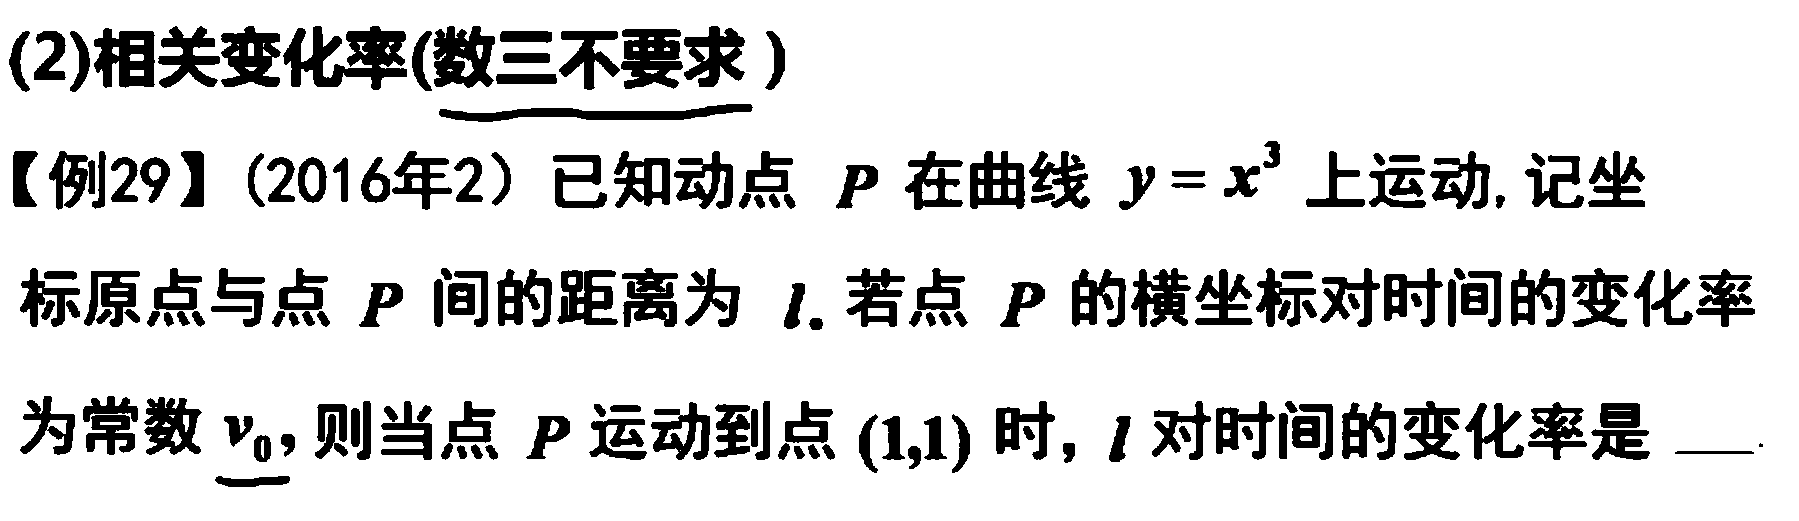 (2)相关变化率(数三不要求)
【例29】(2016年2) 已知动点 P 在曲线 y = x³ 上运动, 记坐
标原点与点 P 间的距离为 l. 若点 P 的横坐标对时间的变化率
为常数 v₀, 则当点 P 运动到点 (1,1) 时, l 对时间的变化率是 ___.